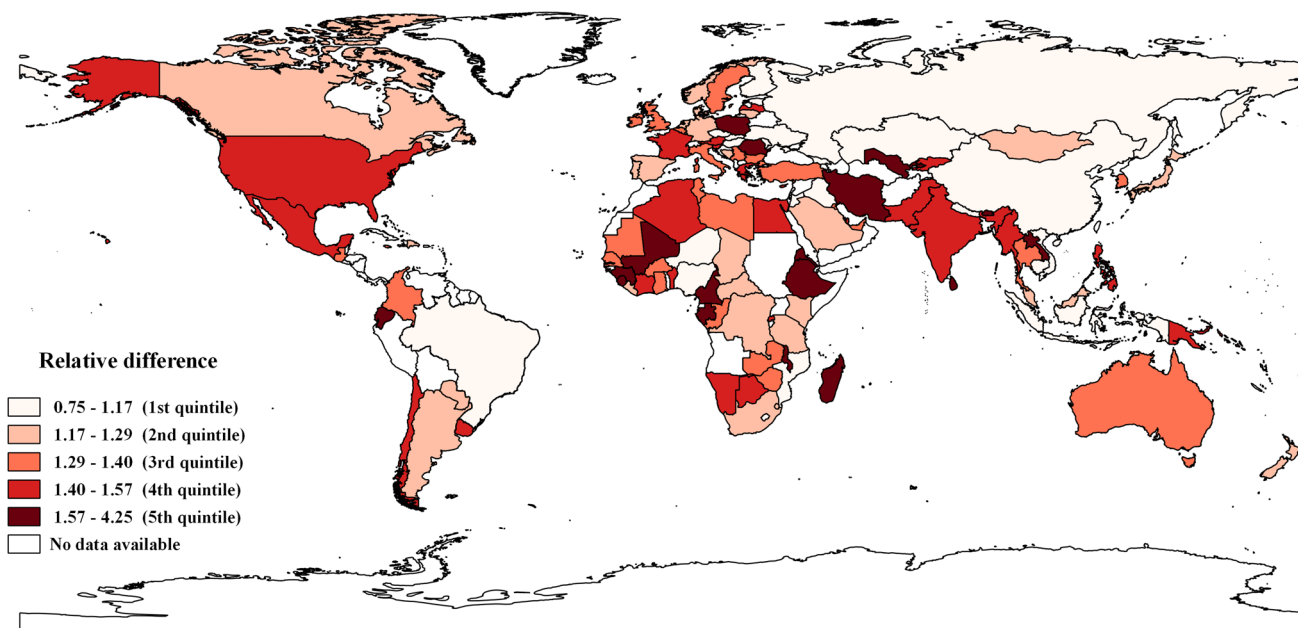 Relative difference
0.75 - 1.17 (1st quintile)
1.17 - 1.29 (2nd quintile)
1.29 - 1.40 (3rd quintile)
1.40 - 1.57 (4th quintile)
1.57 - 4.25 (5th quintile)
No data available